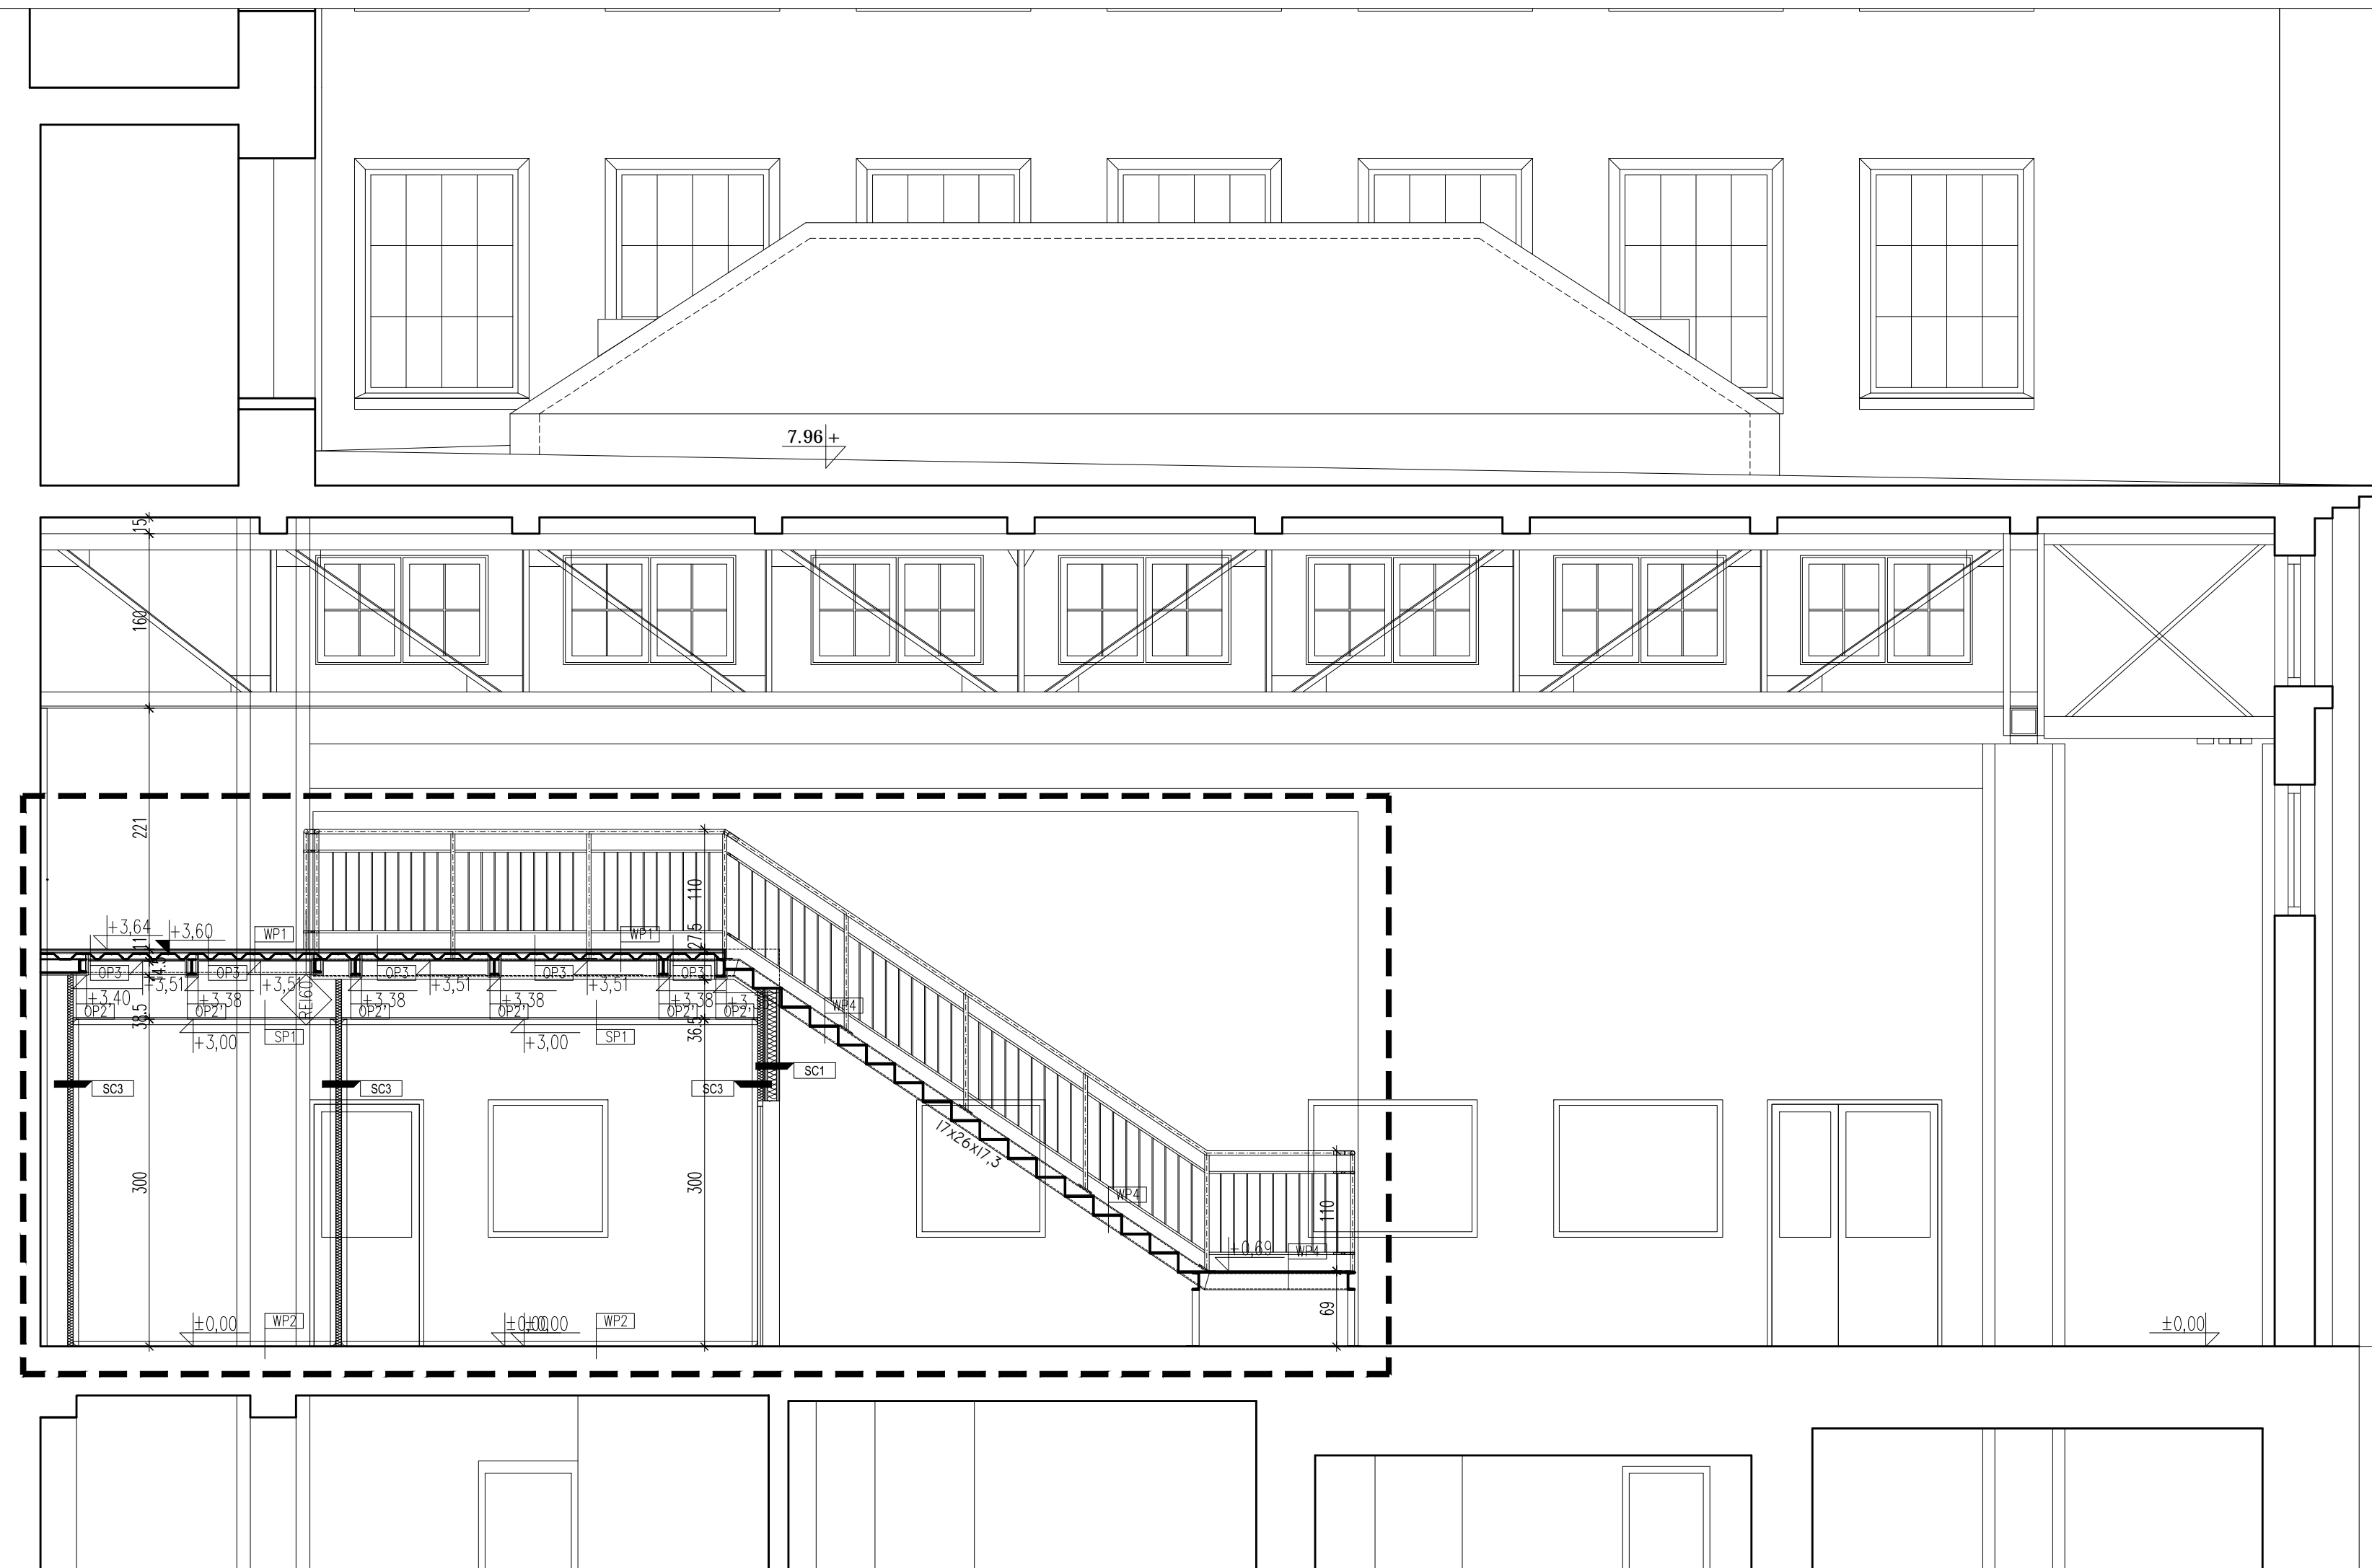 7.96 +
15
160
221
110
+3,64
+3,60
WP1
WP1
11
27,5
OP3
OP3
OP3
OP3
OP3
+3,51
+3,51
+3,51
+3,51
+3,40
+3,38
+3,38
+3,38
+3,38
REI60
OP2
OP2
OP2
OP2
OP2
OP2
WP4
38,5
36,5
+3,00
SP1
+3,00
SP1
SC1
SC3
SC3
SC3
17x26x17,3
300
300
WP4
110
+0,69
WP4
69
±0,00
WP2
±0,00
±0,00
WP2
±0,00